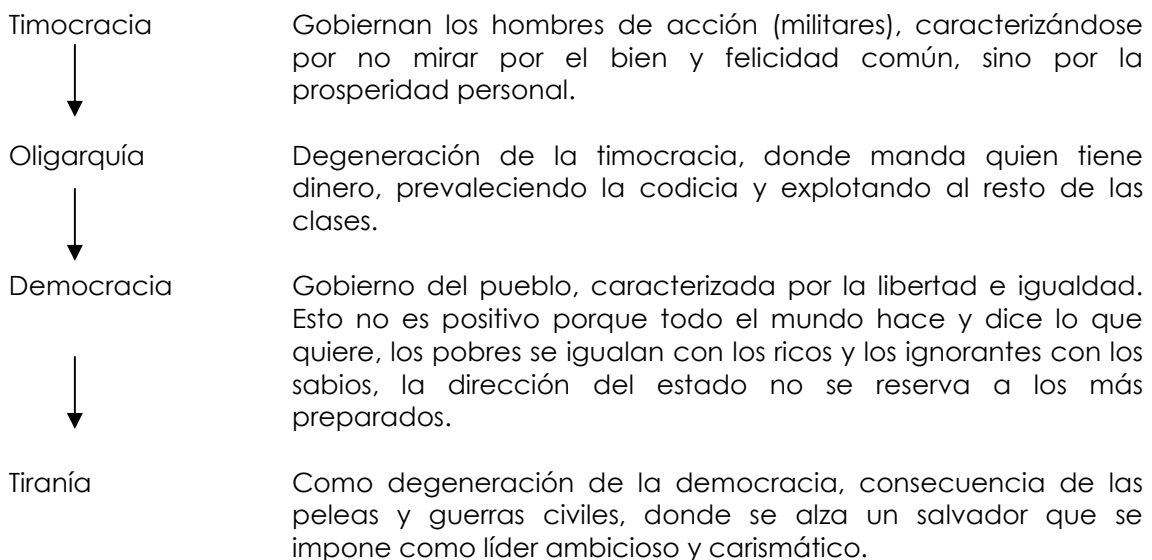 Timocracia Gobiernan los hombres de acción (militares), caracterizándose
por no mirar por el bien y felicidad común, sino por la
prosperidad personal.
Oligarquía Degeneración de la timocracia, donde manda quien tiene
dinero, prevaleciendo la codicia y explotando al resto de las
clases.
Democracia Gobierno del pueblo, caracterizada por la libertad e igualdad.
Esto no es positivo porque todo el mundo hace y dice lo que
quiere, los pobres se igualan con los ricos y los ignorantes con los
sabios, la dirección del estado no se reserva a los más
preparados.
Tiranía Como degeneración de la democracia, consecuencia de las
peleas y guerras civiles, donde se alza un salvador que se
impone como líder ambicioso y carismático.